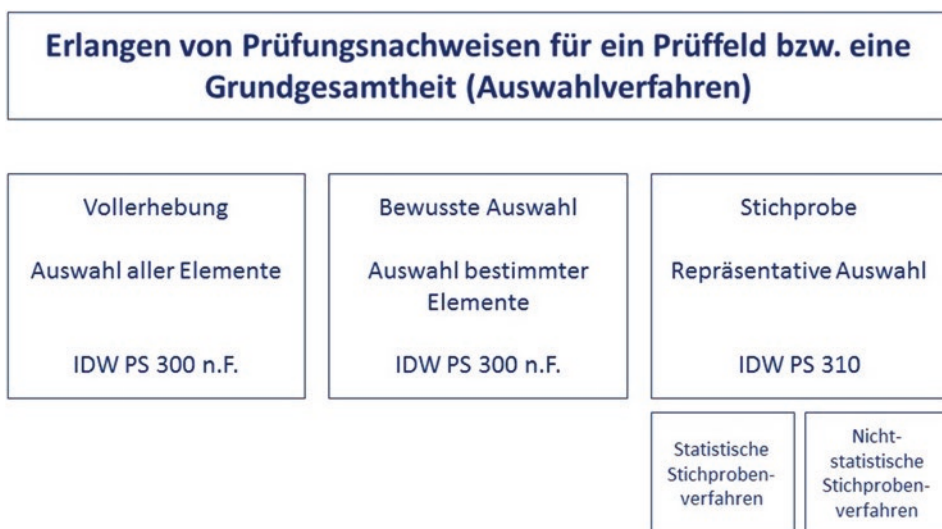 Erlangen von Prüfungsnachweisen für ein Prüffeld bzw. eine
Grundgesamtheit (Auswahlverfahren)
Vollerhebung
Auswahl aller Elemente
IDW PS 300 n.F.
Bewusste Auswahl
Auswahl bestimmter
Elemente
IDW PS 300 n.F.
Stichprobe
Repräsentative Auswahl
IDW PS 310
Statistische
Stichproben-
verfahren
Nicht-
statistische
Stichproben-
verfahren